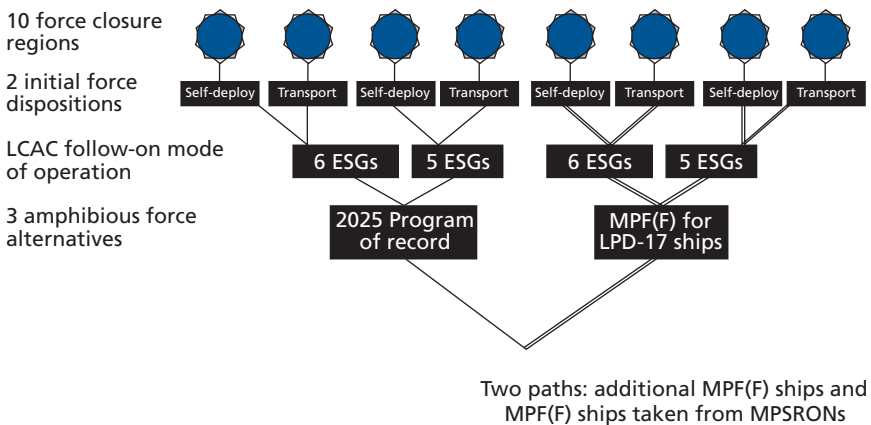 10 force closure
regions
2 initial force
dispositions
Self-deploy Transport Self-deploy Transport Self-deploy Transport Self-deploy Transport
LCAC follow-on mode
of operation
6 ESGs 5 ESGs 6 ESGs 5 ESGs
3 amphibious force
alternatives
2025 Program
of record
MPF(F) for
LPD-17 ships
Two paths: additional MPF(F) ships and
MPF(F) ships taken from MPSRONs